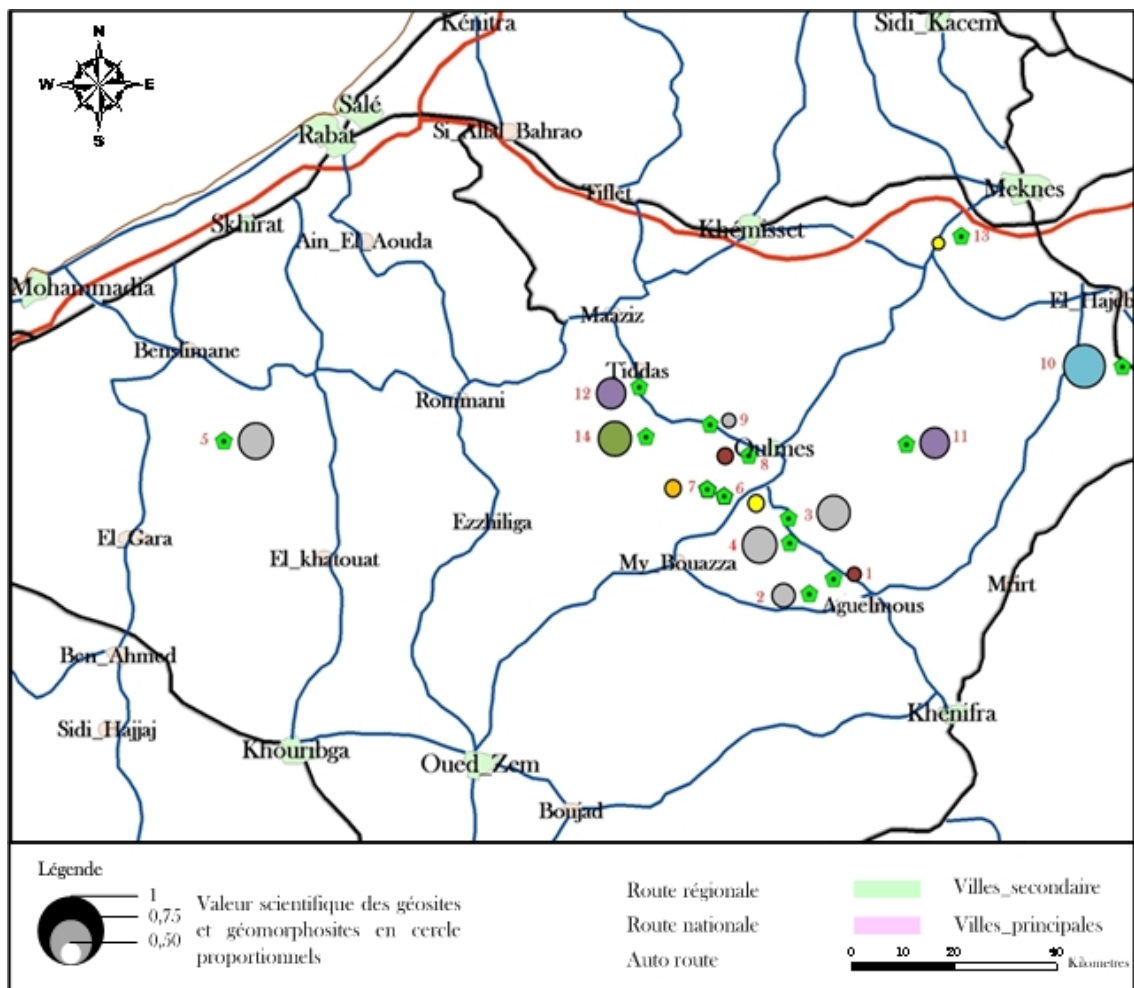 N
W E
S
Kénitra
Sidi_Kacem
Salé
Rabat
Si_Allal_Bahrao
Tiflet
Meknes
Skhirat
Ain_El_Aouda
Khémisset
13
Mohammadia
Maaziz
El_Hajeb
Benslimane
Tiddas
10
12
Rommani
9
5
14
Oulmes
11
8
7
6
3
Ezzhiliga
El_Gara
4
El_khatouat
My_Bouazza
1
Mrirt
2
Aguelmous
Ben_Ahmed
Khenifra
Sidi_Hajjaj
Khouribga
Oued_Zem
Boujad
Légende
1
0,75
0,50
Valeur scientifique des géosites
et géomorphosites en cercle
proportionnels
Route régionale
Route nationale
Auto route
Villes_secondaire
Villes_principales
0 10 20 40
Kilometres